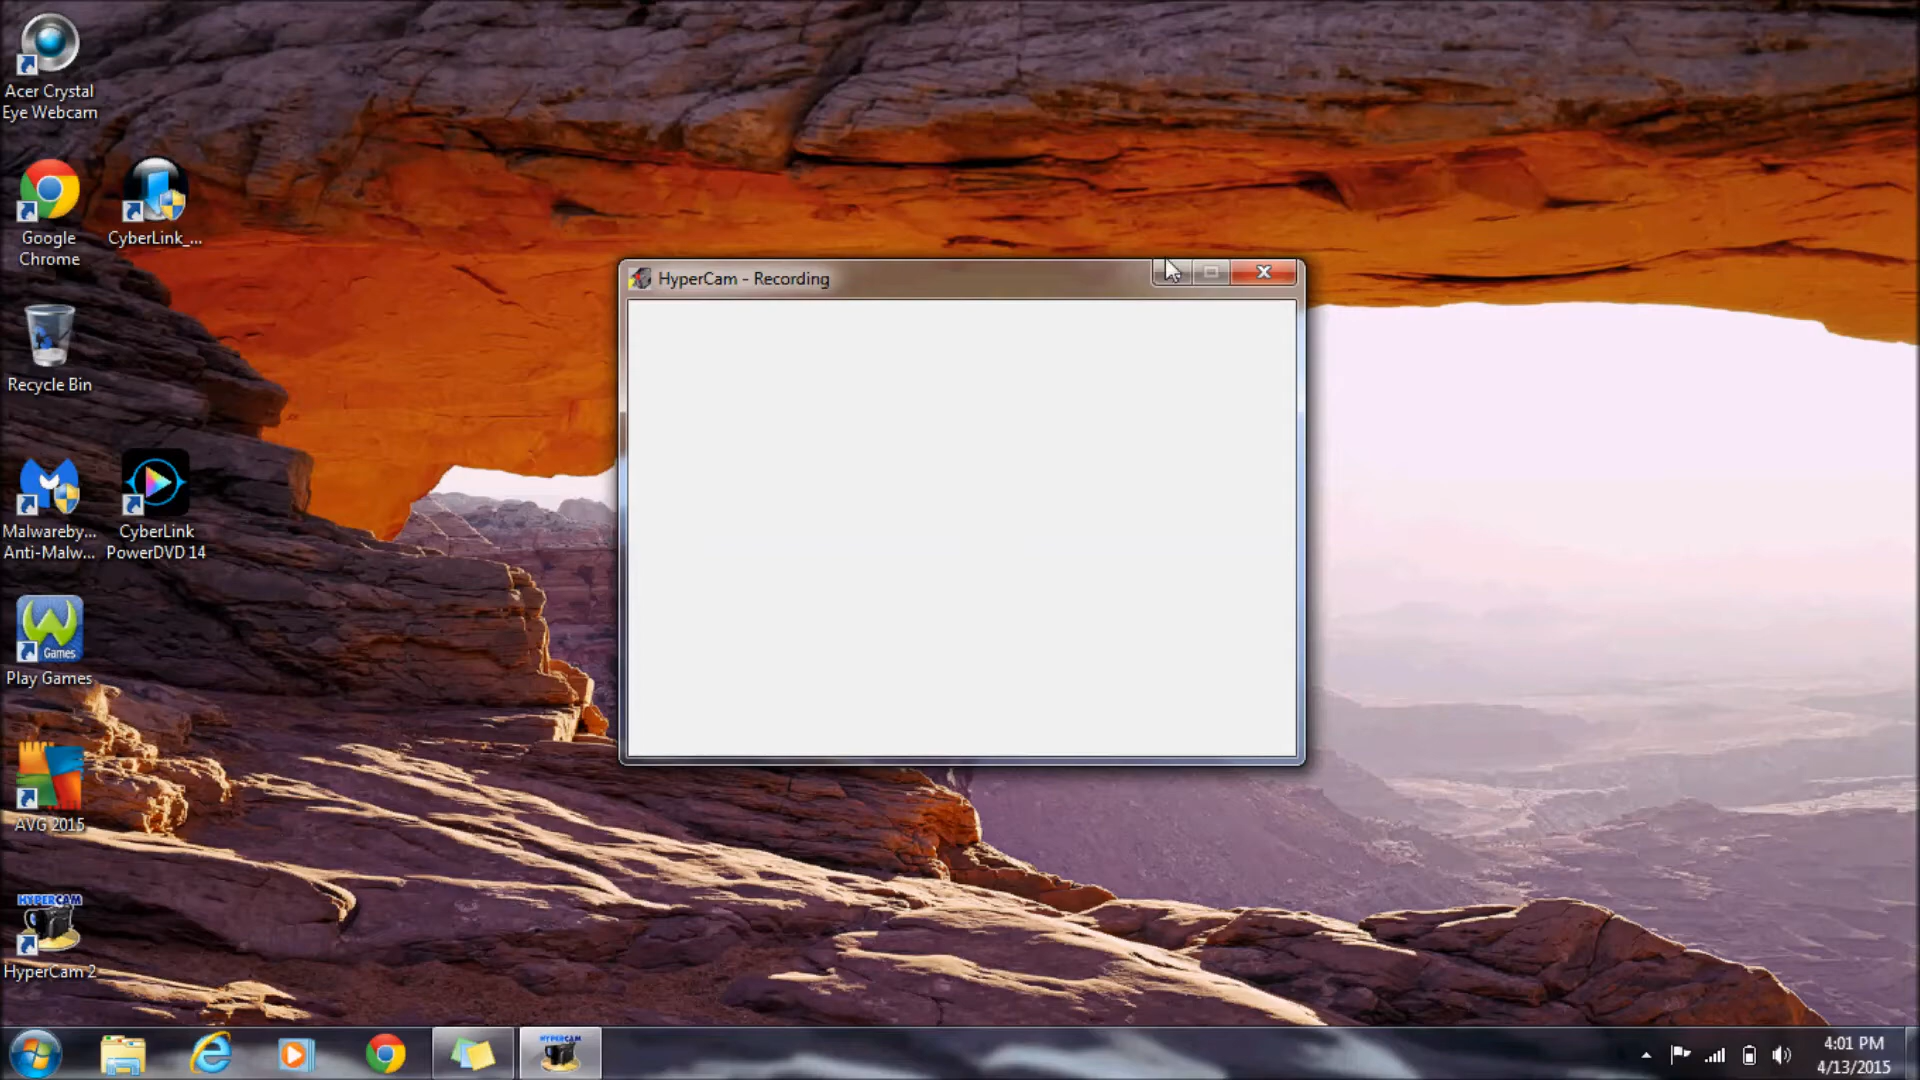 Acer Crystal
Eye Webcam
Google
Chrome
CyberLink_...
Recycle Bin
Malwareby...
Anti-Malw...
CyberLink
PowerDVD 14
Games
Play Games
AVG 2015
HYPERCAM
HyperCam 2
HyperCam - Recording
HYPERCAM
4:01 PM
4/13/2015